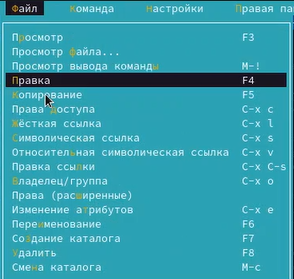 Файл Команда Настройки Правая па
Просмотр F3
Просмотр файла...
Просмотр вывода команды M-!
Правка F4
Копирование F5
Права доступа C-x c
Жёсткая ссылка C-x l
Символическая ссылка C-x s
Относительная символическая ссылка C-x v
Правка ссылки C-x C-s
Владелец/группа C-x o
Права (расширенные)
Изменение атрибутов C-x e
Переименование F6
Создание каталога F7
Удалить F8
Смена каталога M-c